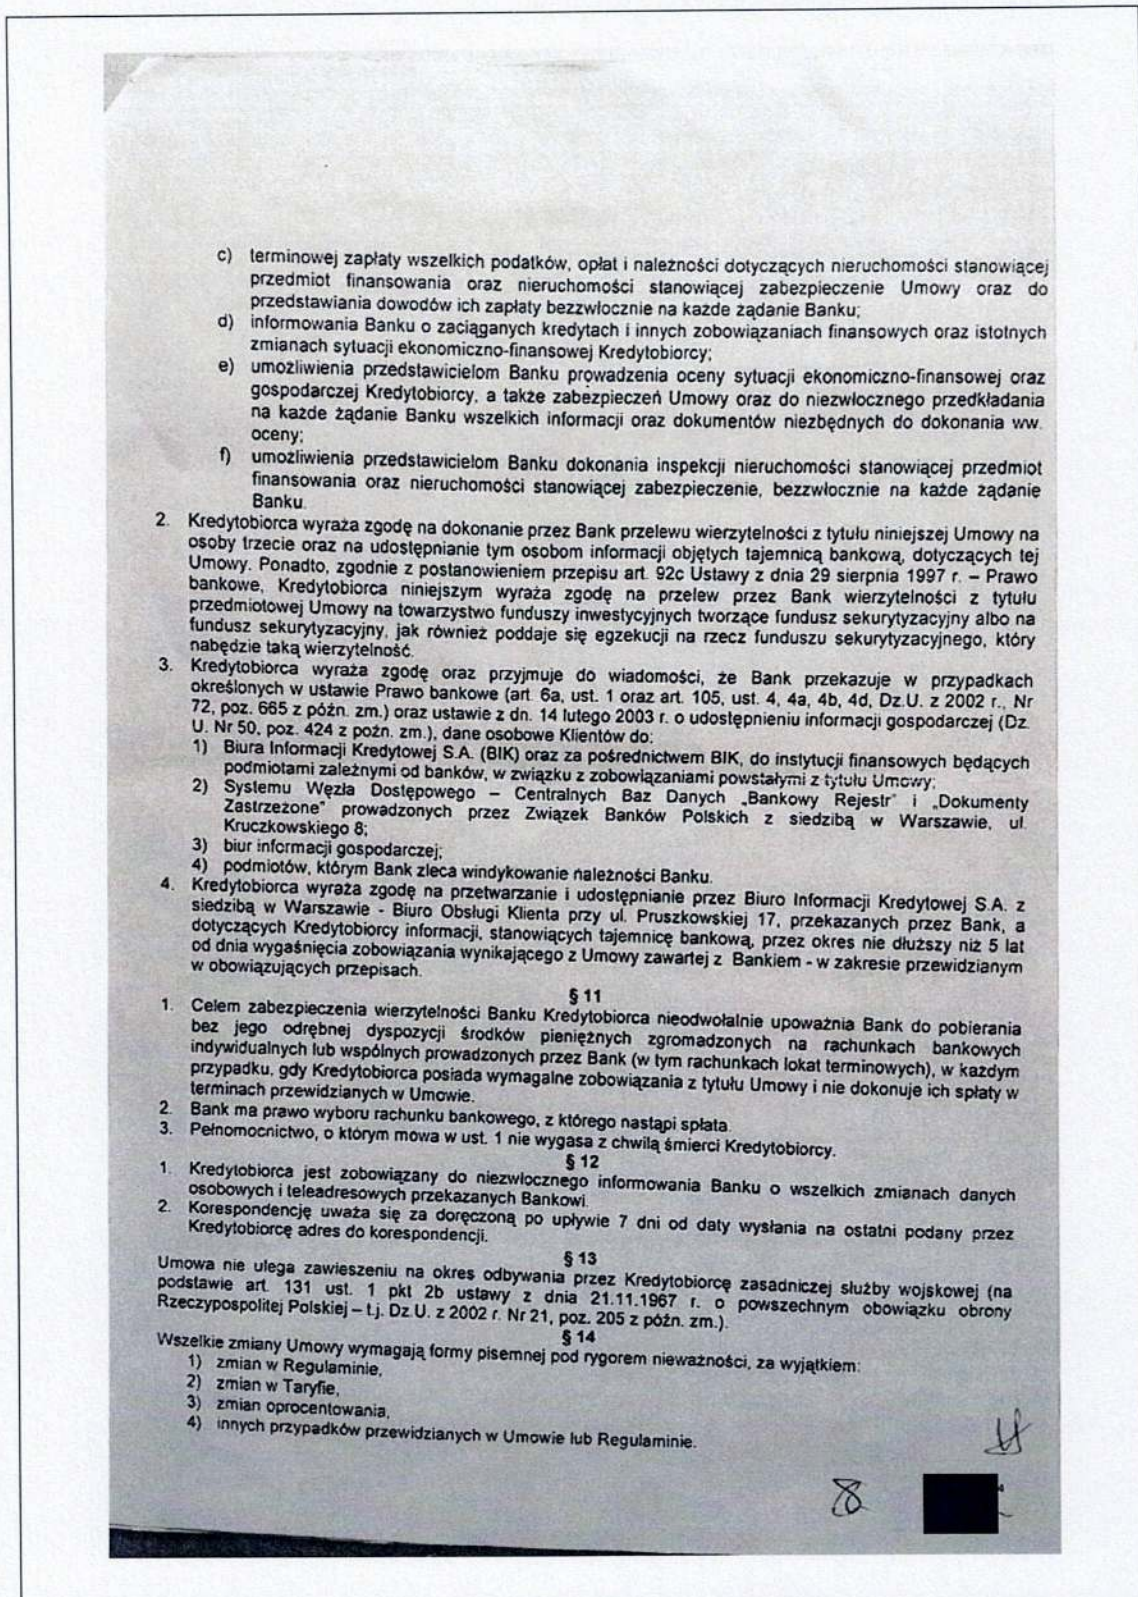 c) terminowej zapłaty wszelkich podatków, opłat i należności dotyczących nieruchomości stanowiącej
przedmiot finansowania oraz nieruchomości stanowiącej zabezpieczenie Umowy oraz do
przedstawiania dowodów ich zapłaty bezzwłocznie na każde żądanie Banku;
d) informowania Banku o zaciąganych kredytach i innych zobowiązaniach finansowych oraz istotnych
zmianach sytuacji ekonomiczno-finansowej Kredytobiorcy;
e) umożliwienia przedstawicielom Banku prowadzenia oceny sytuacji ekonomiczno-finansowej oraz
gospodarczej Kredytobiorcy, a także zabezpieczeń Umowy oraz do niezwłocznego przedkładania
na każde żądanie Banku wszelkich informacji oraz dokumentów niezbędnych do dokonania ww.
oceny;
f) umożliwienia przedstawicielom Banku dokonania inspekcji nieruchomości stanowiącej przedmiot
finansowania oraz nieruchomości stanowiącej zabezpieczenie, bezzwłocznie na każde żądanie
Banku.
2. Kredytobiorca wyraża zgodę na dokonanie przez Bank przelewu wierzytelności z tytułu niniejszej Umowy na
osoby trzecie oraz na udostępnianie tym osobom informacji objętych tajemnicą bankową, dotyczących tej
Umowy. Ponadto, zgodnie z postanowieniem przepisu art. 92c Ustawy z dnia 29 sierpnia 1997 r. – Prawo
bankowe, Kredytobiorca niniejszym wyraża zgodę na przelew przez Bank wierzytelności z tytułu
przedmiotowej Umowy na towarzystwo funduszy inwestycyjnych tworzące fundusz sekurytyzacyjny albo na
fundusz sekurytyzacyjny, jak również poddaje się egzekucji na rzecz funduszu sekurytyzacyjnego, który
nabędzie taką wierzytelność.
3. Kredytobiorca wyraża zgodę oraz przyjmuje do wiadomości, że Bank przekazuje w przypadkach
określonych w ustawie Prawo bankowe (art. 6a, ust. 1 oraz art. 105, ust. 4, 4a, 4b, 4d, Dz.U. z 2002 r., Nr
72, poz. 665 z późn. zm.) oraz ustawie z dn. 14 lutego 2003 r. o udostępnieniu informacji gospodarczej (Dz.
U. Nr 50, poz. 424 z pożn. zm.), dane osobowe Klientów do:
1) Biura Informacji Kredytowej S.A. (BIK) oraz za pośrednictwem BIK, do instytucji finansowych będących
podmiotami zależnymi od banków, w związku z zobowiązaniami powstałymi z tytułu Umowy;
2) Systemu Węzła Dostępowego – Centralnych Baz Danych „Bankowy Rejestr" i „Dokumenty
Zastrzeżone" prowadzonych przez Związek Banków Polskich z siedzibą w Warszawie, ul.
Kruczkowskiego 8;
3) biur informacji gospodarczej;
4) podmiotów, którym Bank zleca windykowanie należności Banku.
4. Kredytobiorca wyraża zgodę na przetwarzanie i udostępnianie przez Biuro Informacji Kredytowej S.A. z
siedzibą w Warszawie - Biuro Obsługi Klienta przy ul. Pruszkowskiej 17, przekazanych przez Bank, a
dotyczących Kredytobiorcy informacji, stanowiących tajemnicę bankową, przez okres nie dłuższy niż 5 lat
od dnia wygaśnięcia zobowiązania wynikającego z Umowy zawartej z Bankiem - w zakresie przewidzianym
w obowiązujących przepisach.
§ 11
1. Celem zabezpieczenia wierzytelności Banku Kredytobiorca nieodwołalnie upoważnia Bank do pobierania
bez jego odrębnej dyspozycji środków pieniężnych zgromadzonych na rachunkach bankowych
indywidualnych lub wspólnych prowadzonych przez Bank (w tym rachunkach lokat terminowych), w każdym
przypadku, gdy Kredytobiorca posiada wymagalne zobowiązania z tytułu Umowy i nie dokonuje ich spłaty w
terminach przewidzianych w Umowie.
2. Bank ma prawo wyboru rachunku bankowego, z którego nastąpi spłata.
3. Pełnomocnictwo, o którym mowa w ust. 1 nie wygasa z chwilą śmierci Kredytobiorcy.
§ 12
1. Kredytobiorca jest zobowiązany do niezwłocznego informowania Banku o wszelkich zmianach danych
osobowych i teleadresowych przekazanych Bankowi.
2. Korespondencję uważa się za doręczoną po upływie 7 dni od daty wysłania na ostatni podany przez
Kredytobiorcę adres do korespondencji.
§ 13
Umowa nie ulega zawieszeniu na okres odbywania przez Kredytobiorcę zasadniczej służby wojskowej (na
podstawie art. 131 ust. 1 pkt 2b ustawy z dnia 21.11.1967 r. o powszechnym obowiązku obrony
Rzeczypospolitej Polskiej – t.j. Dz.U. z 2002 r. Nr 21, poz. 205 z późn. zm.).
§ 14
Wszelkie zmiany Umowy wymagają formy pisemnej pod rygorem nieważności, za wyjątkiem:
1) zmian w Regulaminie,
2) zmian w Taryfie,
3) zmian oprocentowania,
4) innych przypadków przewidzianych w Umowie lub Regulaminie.